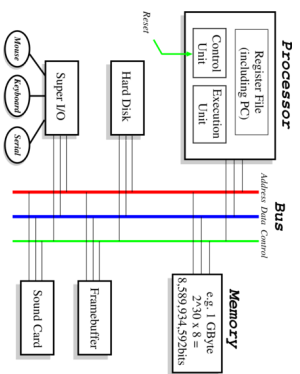 Processor
Register File
(including PC)
Control
Unit
Execution
Unit
Reset
Hard Disk
Super I/O
Mouse
Keyboard
Serial
Bus
Address
Data
Control
Memory
e.g. 1 GByte
2^30 x 8 =
8,589,934,592bits
Framebuffer
Sound Card